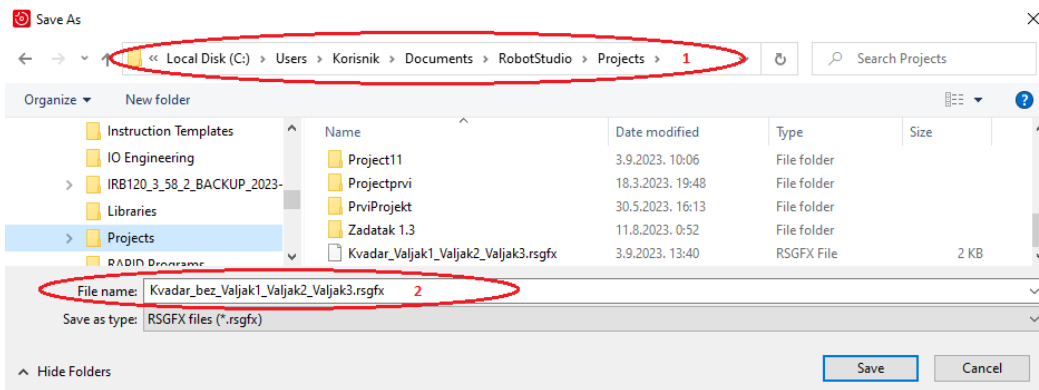 Save As
« Local Disk (C:) > Users > Korisnik > Documents > RobotStudio > Projects > 1
Search Projects
Organize New folder
Name Date modified Type Size
Instruction Templates
IO Engineering
IRB120_3_58_2_BACKUP_2023-
Libraries
Projects
RAPID Programs
Project11 3.9.2023. 10:06 File folder
Projectprvi 18.3.2023. 19:48 File folder
PrviProjekt 30.5.2023. 16:13 File folder
Zadatak 1.3 11.8.2023. 0:52 File folder
Kvadar_Valjak1_Valjak2_Valjak3.rsgfx 3.9.2023. 13:40 RSGFX File 2 KB
File name: Kvadar_bez_Valjak1_Valjak2_Valjak3.rsgfx 2
Save as type: RSGFX files (*.rsgfx)
Hide Folders
Save Cancel